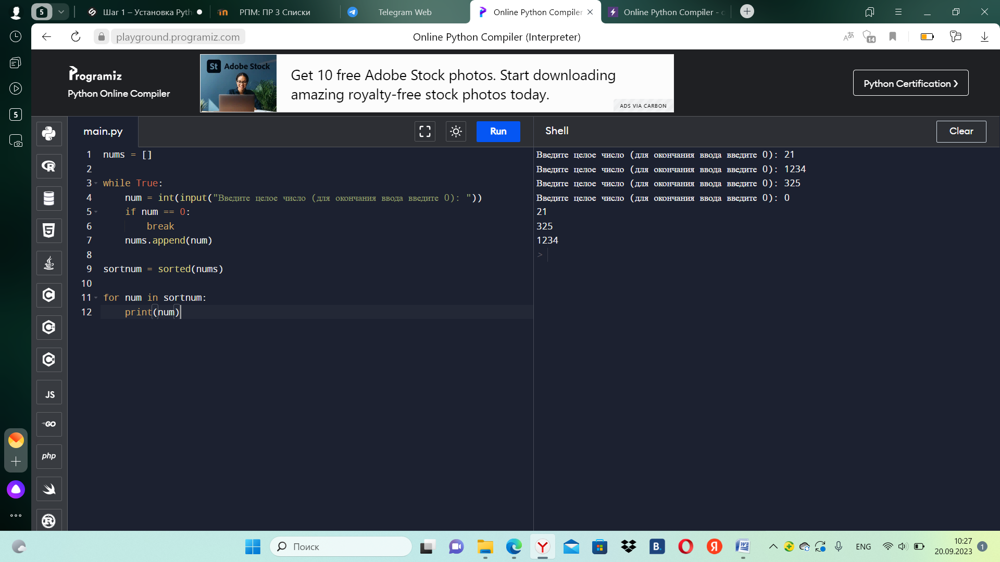 5
Шаг 1 – Установка Pyth
РПМ: ПР 3 Списки
Telegram Web
Online Python Compiler
Online Python Compiler - c
playground.programiz.com
Online Python Compiler (Interpreter)
14
5
Programiz
Python Online Compiler
St Adobe Stock
Get 10 free Adobe Stock photos. Start downloading
amazing royalty-free stock photos today.
ADS VIA CARBON
Python Certification ❯
main.py
Run
Shell
Clear
1 nums = []
2
3 while True:
4 num = int(input("Введите целое число (для окончания ввода введите 0): "))
5 if num == 0:
6 break
7 nums.append(num)
8
9 sortnum = sorted(nums)
10
11 for num in sortnum:
12 print(num)
Введите целое число (для окончания ввода введите 0): 21
Введите целое число (для окончания ввода введите 0): 1234
Введите целое число (для окончания ввода введите 0): 325
Введите целое число (для окончания ввода введите 0): 0
21
325
1234
>
JS
GO
php
Поиск
B.
Я
ENG
10:27
20.09.2023
1